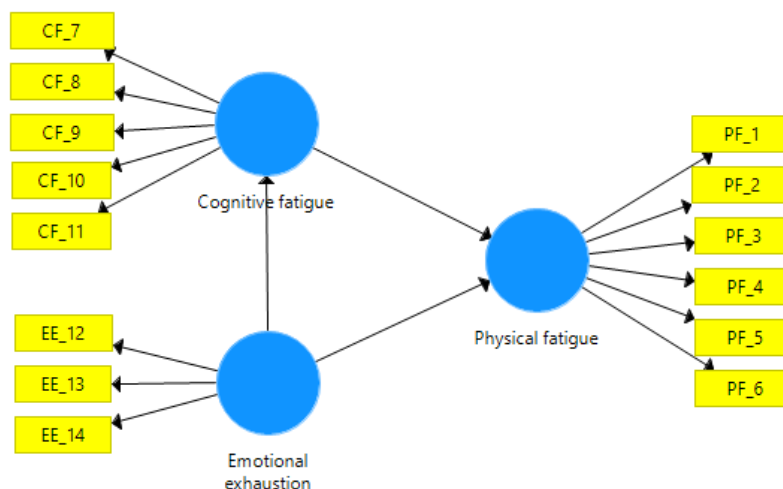 CF_7
CF_8
CF_9
CF_10
CF_11
Cognitive fatigue
EE_12
EE_13
EE_14
Emotional
exhaustion
PF_1
PF_2
PF_3
PF_4
PF_5
PF_6
Physical fatigue